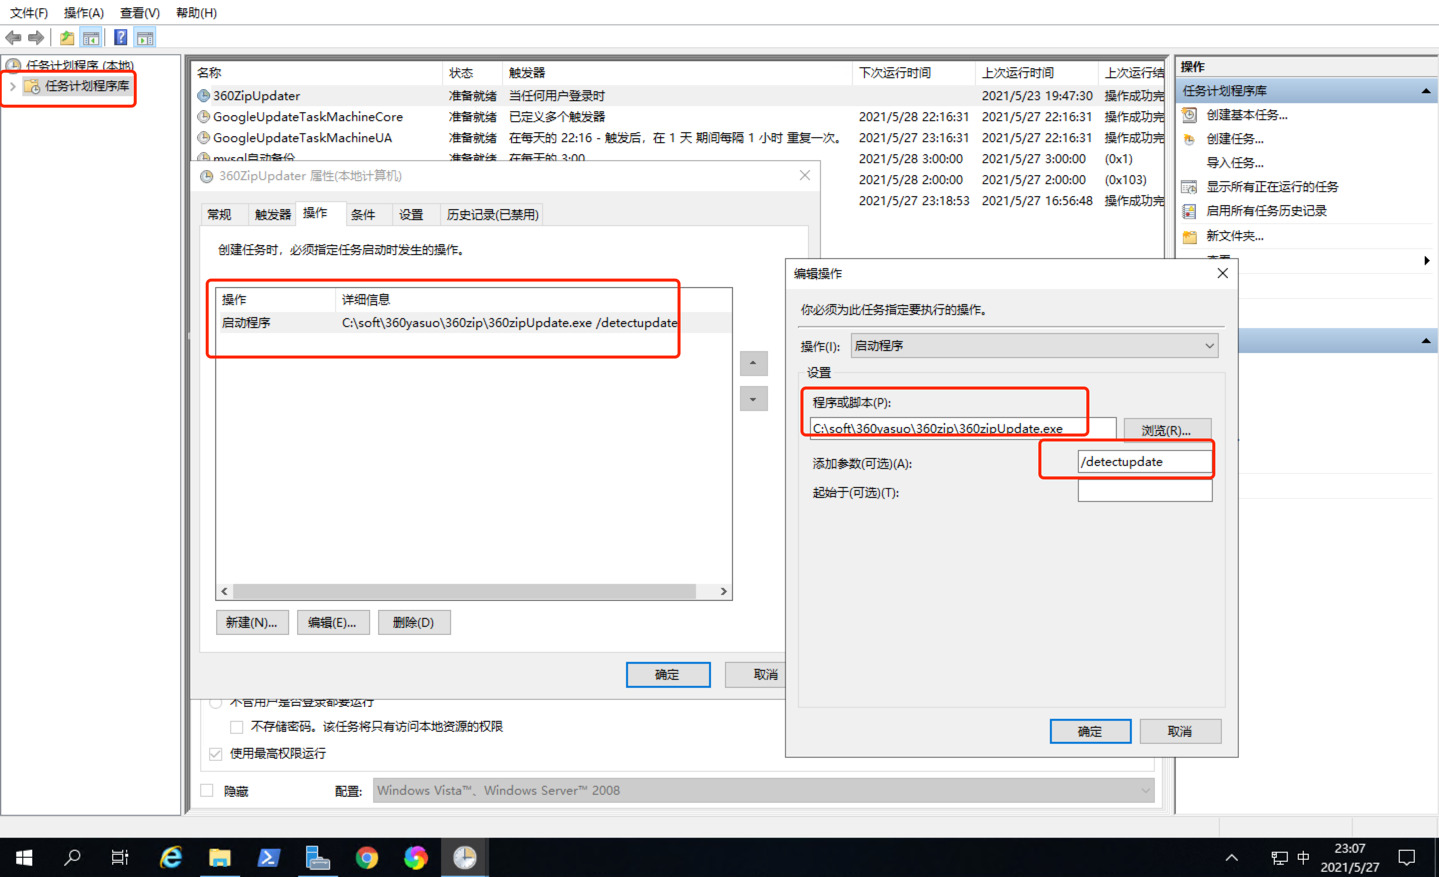 文件(F) 操作(A) 查看(V) 帮助(H)
任务计划程序 (本地)
任务计划程序库
名称 状态 触发器 下次运行时间 上次运行时间 上次运行结
360ZipUpdater 准备就绪 当任何用户登录时 2021/5/23 19:47:30 操作成功完
GoogleUpdateTaskMachineCore 准备就绪 已定义多个触发器 2021/5/28 22:16:31 2021/5/27 22:16:31 操作成功完
GoogleUpdateTaskMachineUA 准备就绪 在每天的 22:16 - 触发后，在 1 天 期间每隔 1 小时 重复一次。 2021/5/27 23:16:31 2021/5/27 22:16:31 操作成功完
mysql自动备份 准备就绪 在每天的 3:00 2021/5/28 3:00:00 2021/5/27 3:00:00 (0x1)
2021/5/28 2:00:00 2021/5/27 2:00:00 (0x103)
2021/5/27 23:18:53 2021/5/27 16:56:48 操作成功完
360ZipUpdater 属性(本地计算机)
常规 触发器 操作 条件 设置 历史记录(已禁用)
创建任务时，必须指定任务启动时发生的操作。
操作 详细信息
启动程序 C:\soft\360yasuo\360zip\360zipUpdate.exe /detectupdate
新建(N)... 编辑(E)... 删除(D)
确定 取消
不管用户是否登录都要运行
不存储密码。该任务将只有访问本地资源的权限
使用最高权限运行
隐藏 配置: Windows Vista™、Windows Server™ 2008
编辑操作
你必须为此任务指定要执行的操作。
操作(I): 启动程序
设置
程序或脚本(P):
C:\soft\360yasuo\360zip\360zipUpdate.exe 浏览(R)...
添加参数(可选)(A): /detectupdate
起始于(可选)(T):
确定 取消
操作
任务计划程序库
创建基本任务...
创建任务...
导入任务...
显示所有正在运行的任务
启用所有任务历史记录
新文件夹...
中
23:07
2021/5/27